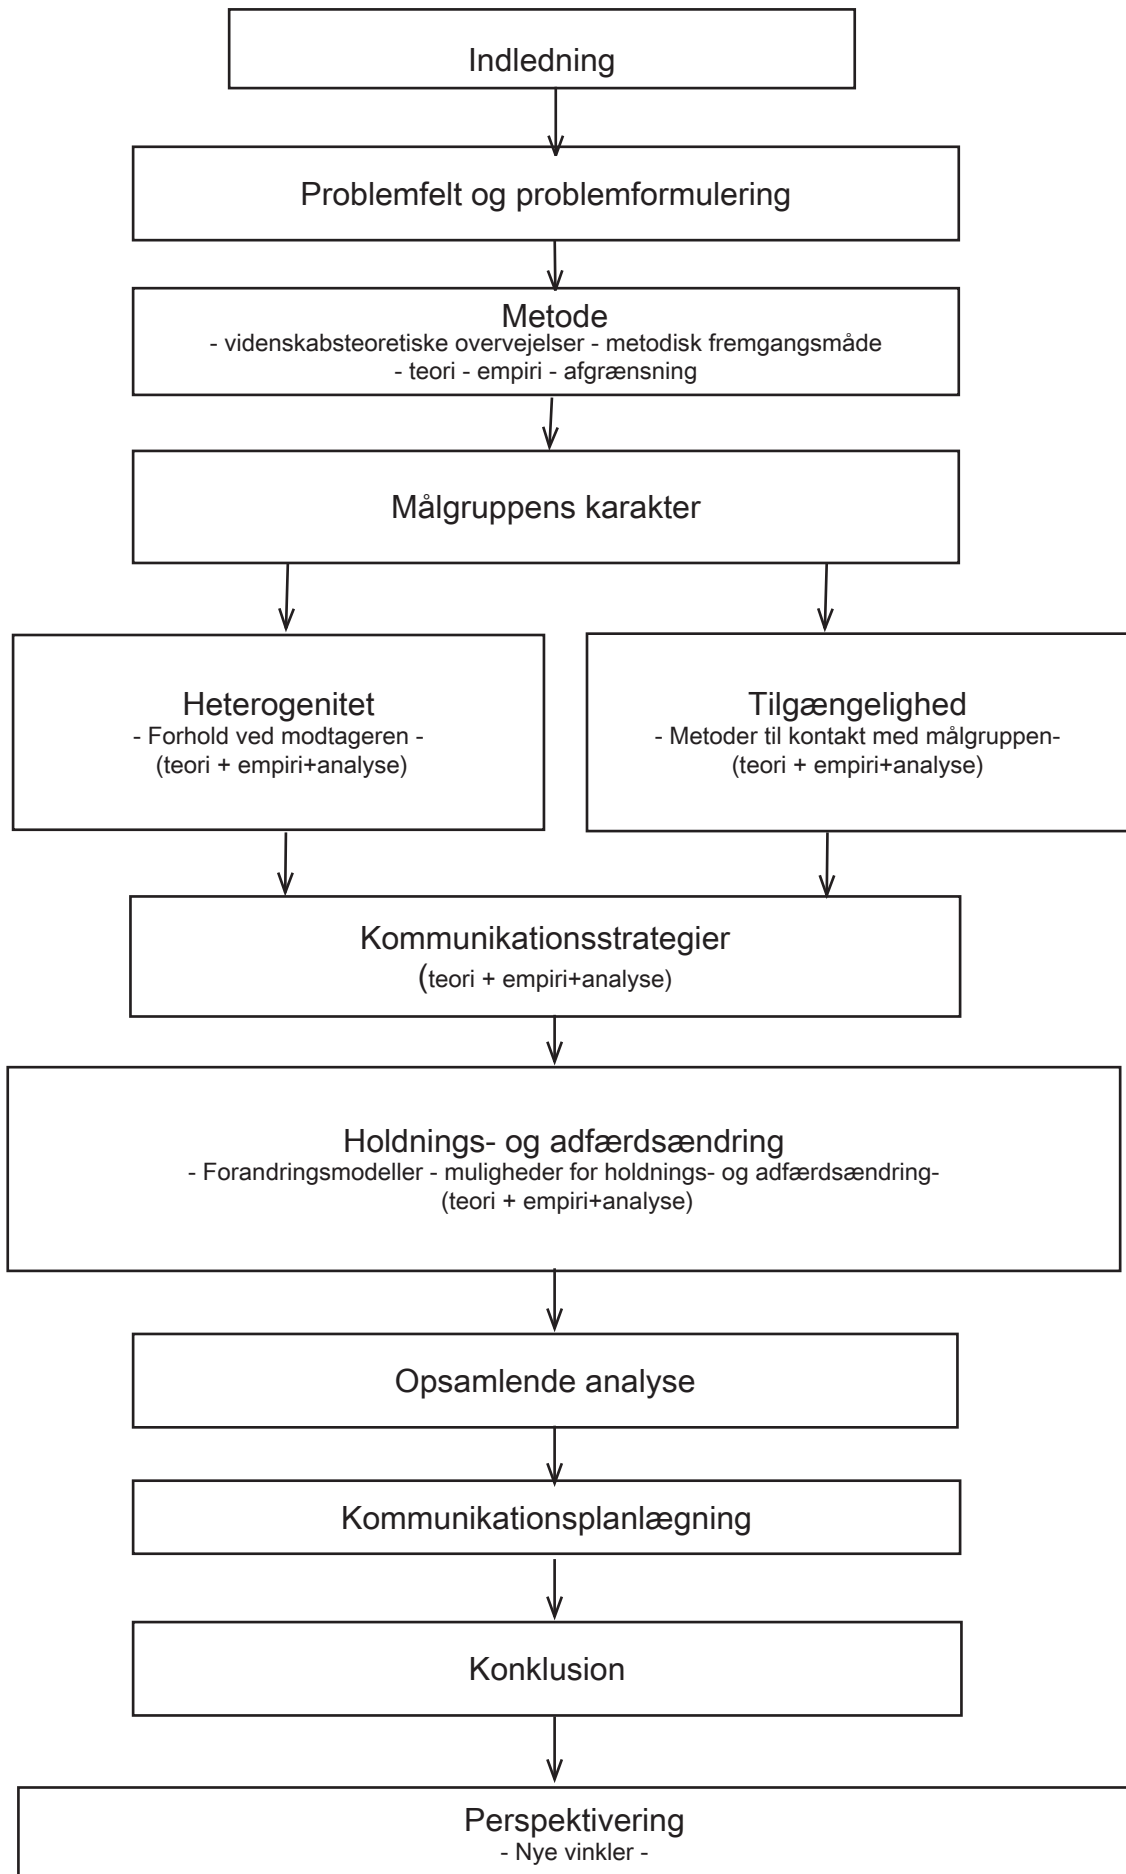 Indledning
Problemfelt og problemformulering
Metode
- videnskabsteoretiske overvejelser - metodisk fremgangsmåde
- teori - empiri - afgrænsning
Målgruppens karakter
Heterogenitet
- Forhold ved modtageren -
(teori + empiri+analyse)
Tilgængelighed
- Metoder til kontakt med målgruppen-
(teori + empiri+analyse)
Kommunikationsstrategier
(teori + empiri+analyse)
Holdnings- og adfærdsændring
- Forandringsmodeller - muligheder for holdnings- og adfærdsændring-
(teori + empiri+analyse)
Opsamlende analyse
Kommunikationsplanlægning
Konklusion
Perspektivering
- Nye vinkler -